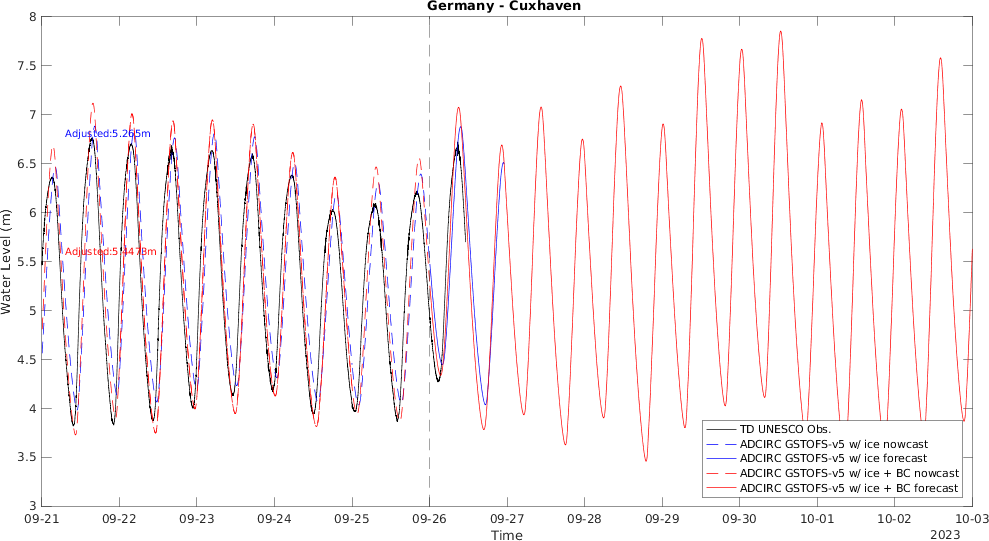 Germany - Cuxhaven
8
7.5
7
6.5
6
5.5
5
4.5
4
3.5
3
Water Level (m)
Adjusted:5.265m
Adjusted:5.4478m
TD UNESCO Obs.
ADCIRC GSTOFS-v5 w/ ice nowcast
ADCIRC GSTOFS-v5 w/ ice forecast
ADCIRC GSTOFS-v5 w/ ice + BC nowcast
ADCIRC GSTOFS-v5 w/ ice + BC forecast
09-21 09-22 09-23 09-24 09-25 09-26 09-27 09-28 09-29 09-30 10-01 10-02 10-03
Time
2023